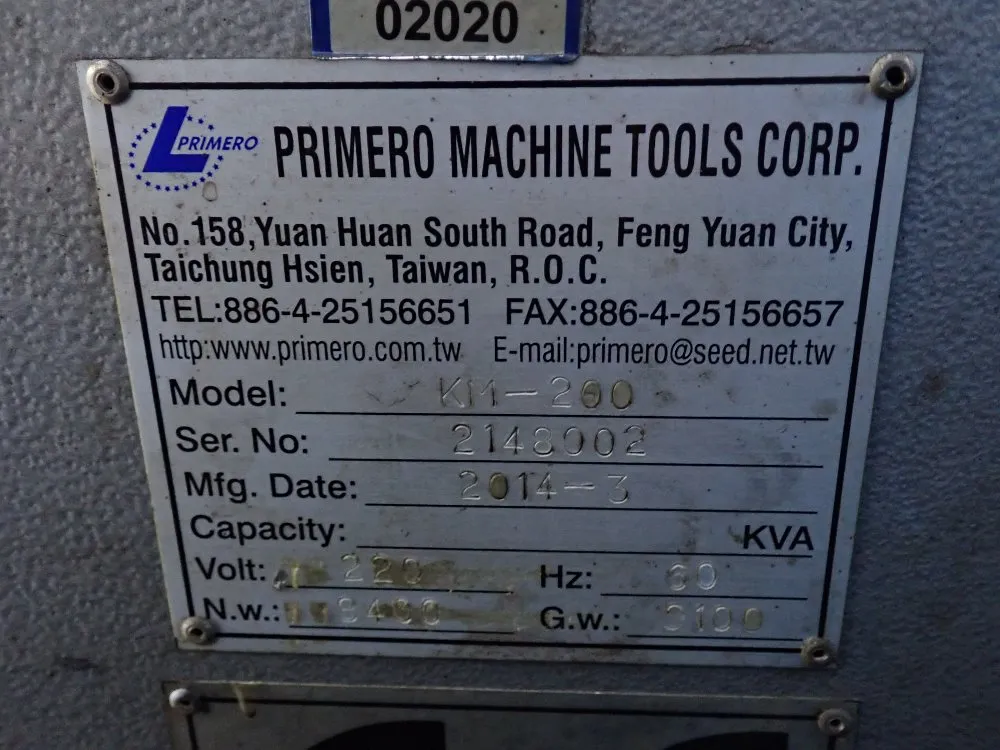 02020
PRIMERO
PRIMERO MACHINE TOOLS CORP.
No.158,Yuan Huan South Road, Feng Yuan City,
Taichung Hsien, Taiwan, R.O.C.
TEL:886-4-25156651 FAX:886-4-25156657
http:www.primero.com.tw E-mail:primero@seed.net.tw
Model: KM-200
Ser. No: 2148002
Mfg. Date: 2014-3
Capacity: KVA
Volt: 220 Hz: 60
N.w.: G.w.: